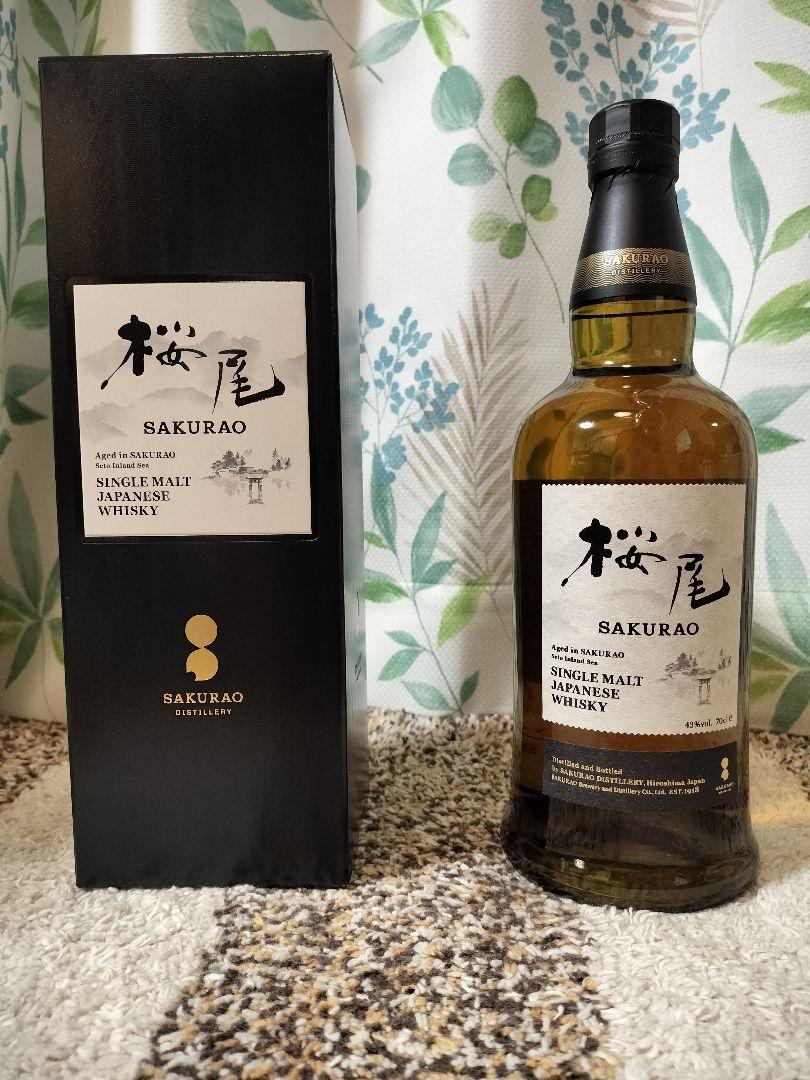 桜尾
SAKURAO
Aged in SAKURAO
Seto Inland Sea
SINGLE MALT
JAPANESE
WHISKY
SAKURAO
DISTILLERY
SAKURAO
DISTILLERY
桜尾
SAKURAO
Aged in SAKURAO
Seto Inland Sea
SINGLE MALT
JAPANESE
WHISKY
43%vol. 70cl e
Distilled and Bottled
by SAKURAO DISTILLERY, Hiroshima Japan
SAKURAO Brewery and Distillery Co., Ltd. EST.1918
SAKURAO